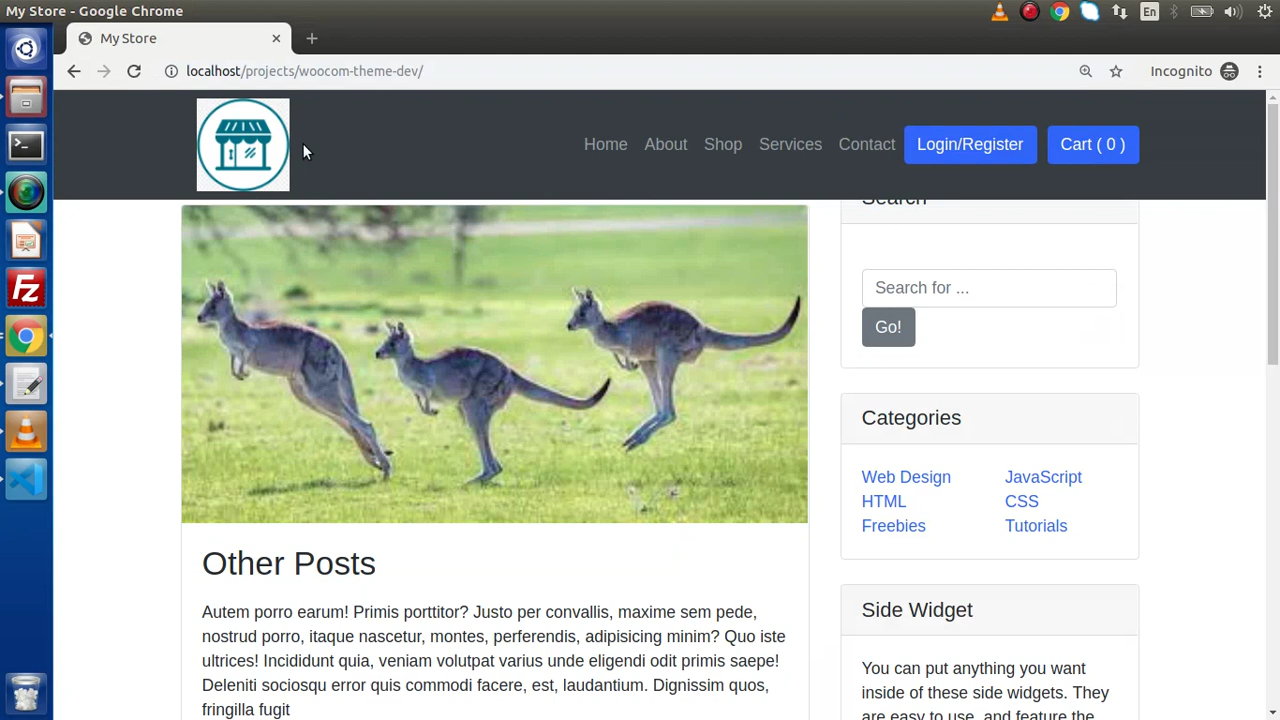 My Store - Google Chrome
En
My Store
localhost/projects/woocom-theme-dev/
Incognito
Home About Shop Services Contact Login/Register Cart ( 0 )
Search
Search for ...
Go!
Categories
Web Design JavaScript
HTML CSS
Freebies Tutorials
Other Posts
Autem porro earum! Primis porttitor? Justo per convallis, maxime sem pede,
nostrud porro, itaque nascetur, montes, perferendis, adipisicing minim? Quo iste
ultrices! Incididunt quia, veniam volutpat varius unde eligendi odit primis saepe!
Deleniti sociosqu error quis commodi facere, est, laudantium. Dignissim quos,
fringilla fugit
Side Widget
You can put anything you want
inside of these side widgets. They
are easy to use, and feature the
Fz